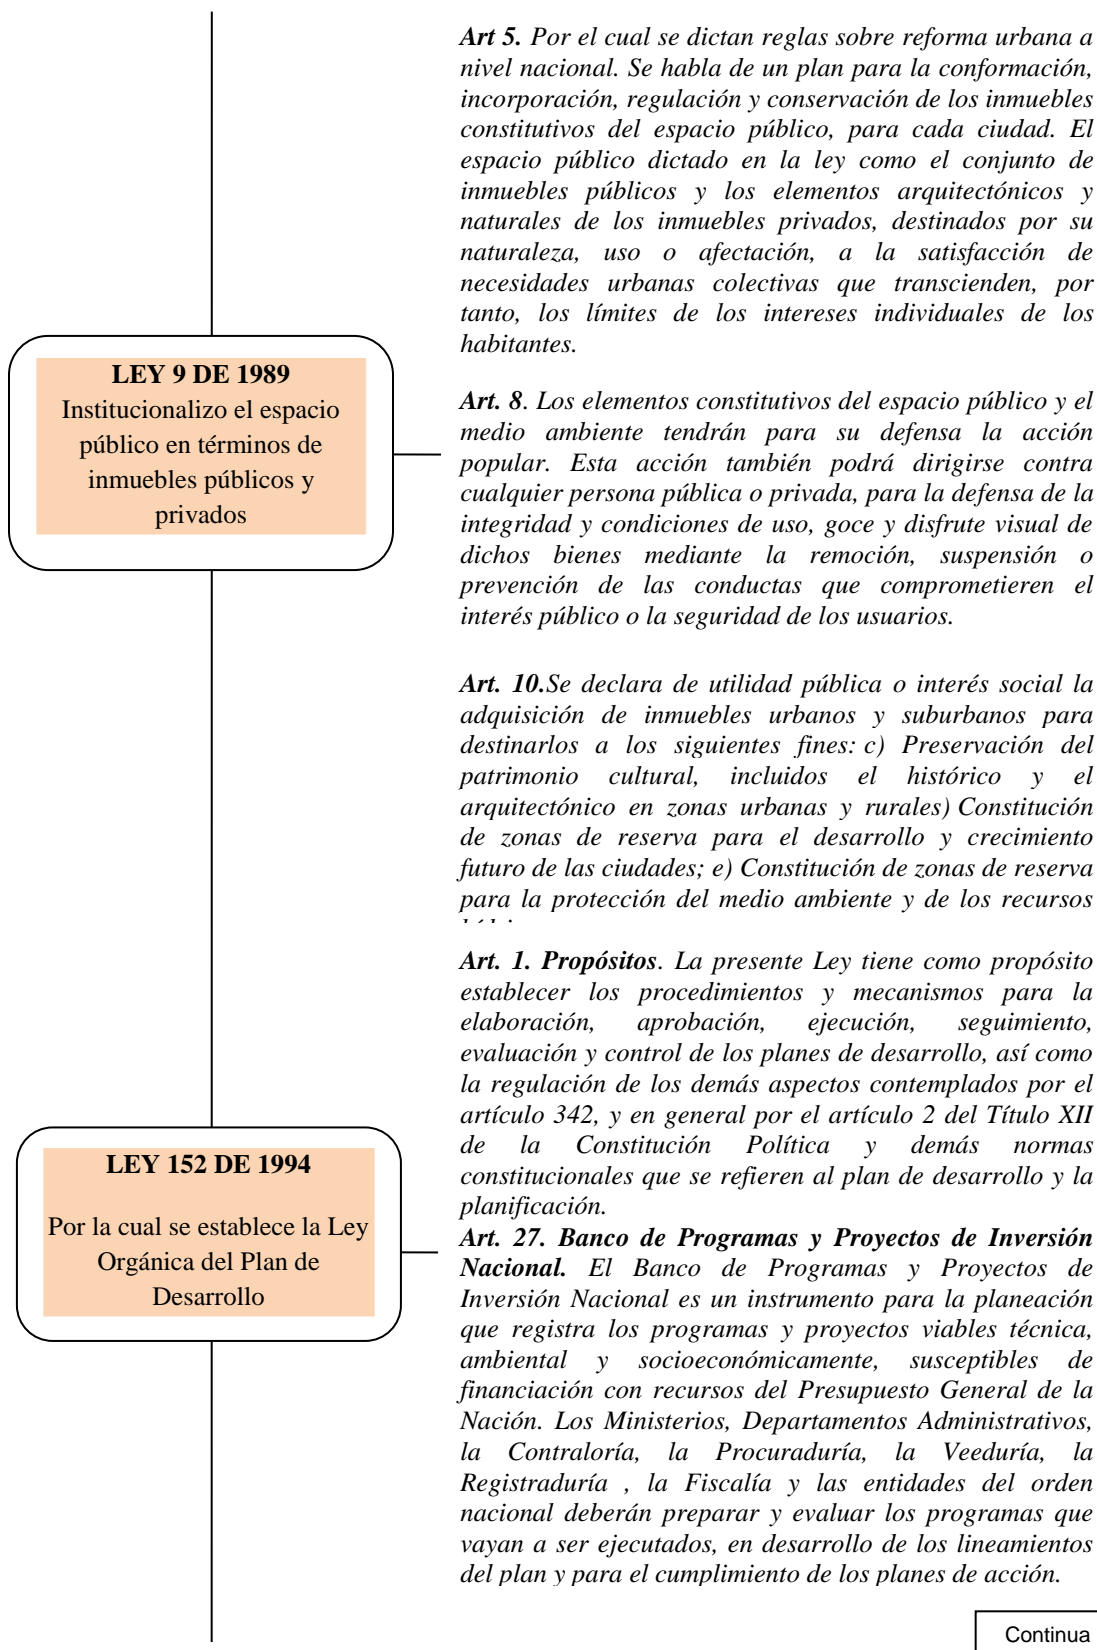 Art 5. Por el cual se dictan reglas sobre reforma urbana a
nivel nacional. Se habla de un plan para la conformación,
incorporación, regulación y conservación de los inmuebles
constitutivos del espacio público, para cada ciudad. El
espacio público dictado en la ley como el conjunto de
inmuebles públicos y los elementos arquitectónicos y
naturales de los inmuebles privados, destinados por su
naturaleza, uso o afectación, a la satisfacción de
necesidades urbanas colectivas que transcienden, por
tanto, los límites de los intereses individuales de los
habitantes.
LEY 9 DE 1989
Institucionalizo el espacio
público en términos de
inmuebles públicos y
privados
Art. 8. Los elementos constitutivos del espacio público y el
medio ambiente tendrán para su defensa la acción
popular. Esta acción también podrá dirigirse contra
cualquier persona pública o privada, para la defensa de la
integridad y condiciones de uso, goce y disfrute visual de
dichos bienes mediante la remoción, suspensión o
prevención de las conductas que comprometieren el
interés público o la seguridad de los usuarios.
Art. 10.Se declara de utilidad pública o interés social la
adquisición de inmuebles urbanos y suburbanos para
destinarlos a los siguientes fines: c) Preservación del
patrimonio cultural, incluidos el histórico y el
arquitectónico en zonas urbanas y rurales) Constitución
de zonas de reserva para el desarrollo y crecimiento
futuro de las ciudades; e) Constitución de zonas de reserva
para la protección del medio ambiente y de los recursos
Art. 1. Propósitos. La presente Ley tiene como propósito
establecer los procedimientos y mecanismos para la
elaboración, aprobación, ejecución, seguimiento,
evaluación y control de los planes de desarrollo, así como
la regulación de los demás aspectos contemplados por el
artículo 342, y en general por el artículo 2 del Título XII
de la Constitución Política y demás normas
constitucionales que se refieren al plan de desarrollo y la
planificación.
LEY 152 DE 1994
Por la cual se establece la Ley
Orgánica del Plan de
Desarrollo
Art. 27. Banco de Programas y Proyectos de Inversión
Nacional. El Banco de Programas y Proyectos de
Inversión Nacional es un instrumento para la planeación
que registra los programas y proyectos viables técnica,
ambiental y socioeconómicamente, susceptibles de
financiación con recursos del Presupuesto General de la
Nación. Los Ministerios, Departamentos Administrativos,
la Contraloría, la Procuraduría, la Veeduría, la
Registraduría , la Fiscalía y las entidades del orden
nacional deberán preparar y evaluar los programas que
vayan a ser ejecutados, en desarrollo de los lineamientos
del plan y para el cumplimiento de los planes de acción.
Continua